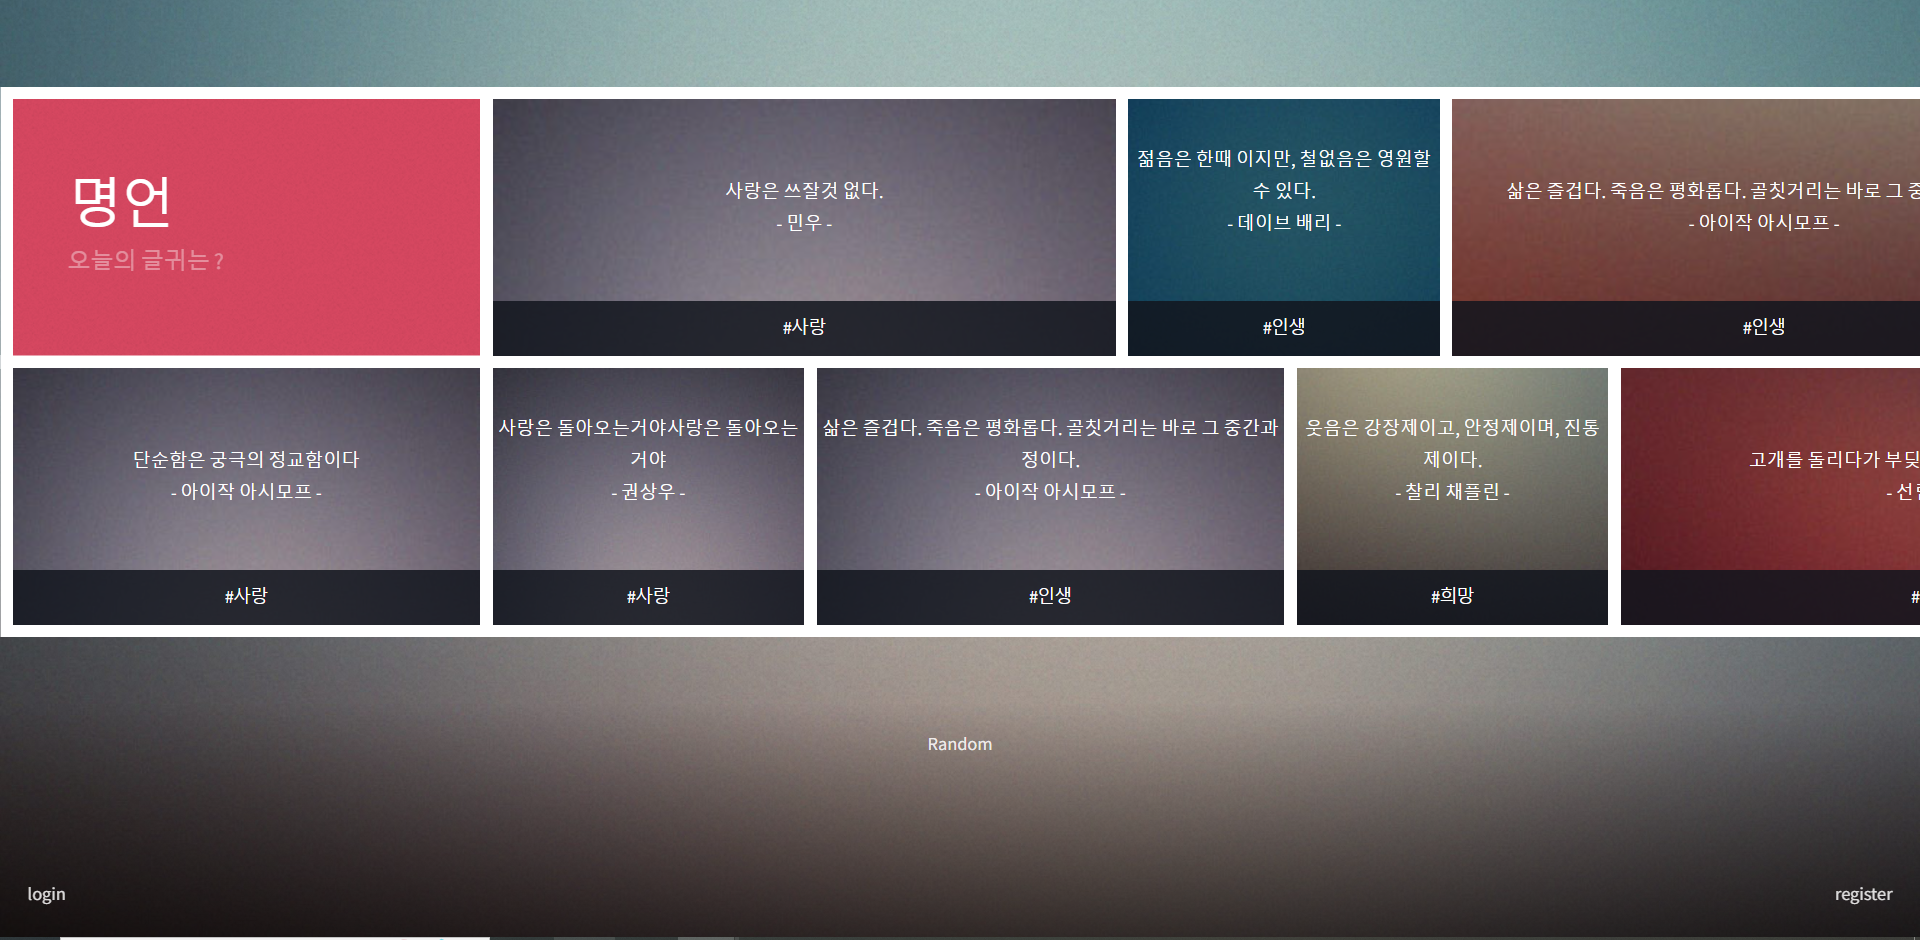 명언
오늘의 글귀는 ?
사랑은 쓰잘것 없다.
- 민우 -
#사랑
젊음은 한때 이지만, 철없음은 영원할
수 있다.
- 데이브 배리 -
#인생
삶은 즐겁다. 죽음은 평화롭다. 골칫거리는 바로 그 중
- 아이작 아시모프 -
#인생
단순함은 궁극의 정교함이다
- 아이작 아시모프 -
#사랑
사랑은 돌아오는거야사랑은 돌아오는
거야
- 권상우 -
#사랑
삶은 즐겁다. 죽음은 평화롭다. 골칫거리는 바로 그 중간과
정이다.
- 아이작 아시모프 -
#인생
웃음은 강장제이고, 안정제이며, 진통
제이다.
- 찰리 채플린 -
#희망
고개를 돌리다가 부딪
- 선
#
Random
login
register